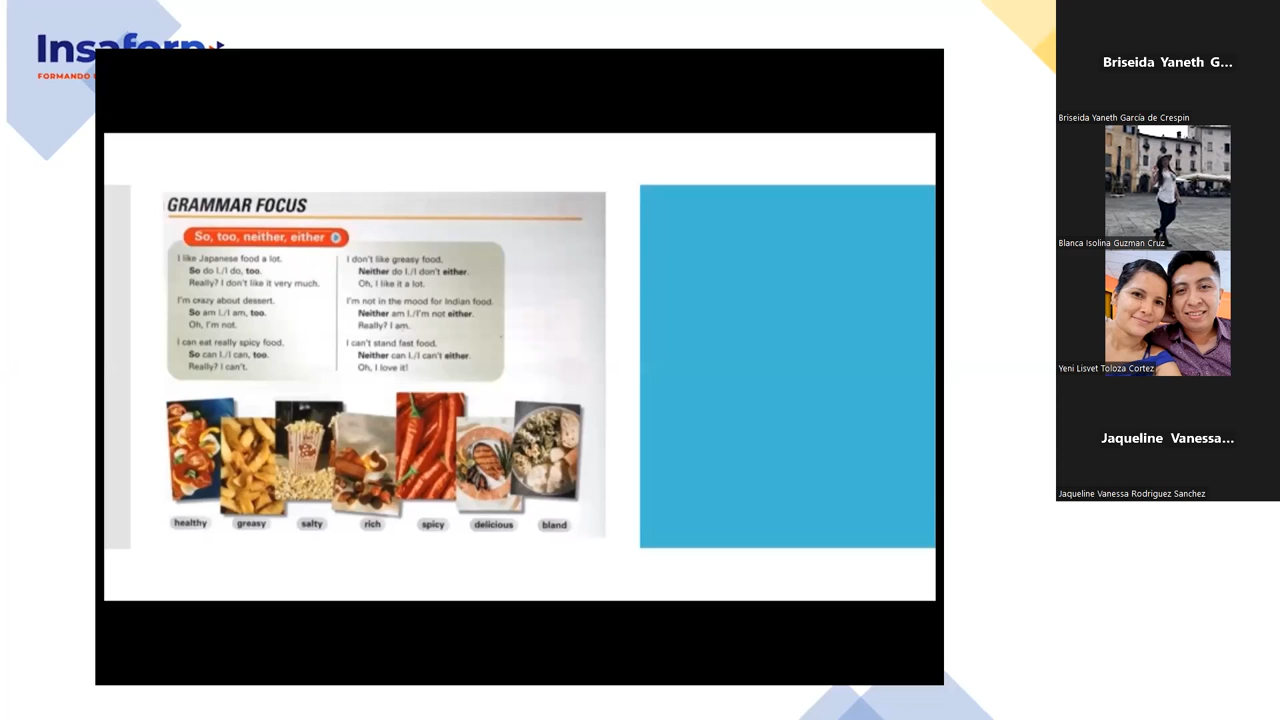 Insaforp
FORMANDO
GRAMMAR FOCUS
So, too, neither, either
I like Japanese food a lot.
So do I./I do, too.
Really? I don't like it very much.
I'm crazy about dessert.
So am I./I am, too.
Oh, I'm not.
I can eat really spicy food.
So can I./I can, too.
Really? I can't.
I don't like greasy food.
Neither do I./I don't either.
Oh, I like it a lot.
I'm not in the mood for Indian food.
Neither am I./I'm not either.
Really? I am.
I can't stand fast food.
Neither can I./I can't either.
Oh, I love it!
healthy
greasy
salty
rich
spicy
delicious
bland
Briseida Yaneth G...
Briseida Yaneth García de Crespin
Blanca Isolina Guzman Cruz
Yeni Lisvet Toloza Cortez
Jaqueline Vanessa...
Jaqueline Vanessa Rodriguez Sanchez